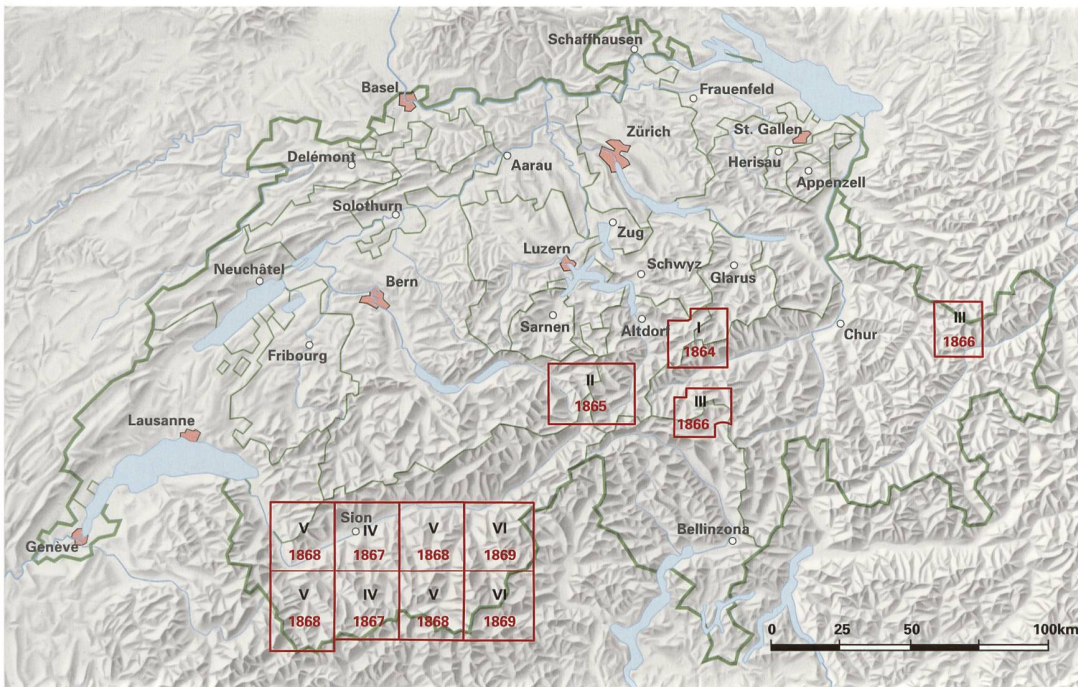 Schaffhausen
Basel
Frauenfeld
Zürich
St. Gallen
Delémont
Aarau
Herisau
Appenzell
Solothurn
Zug
Luzern
Schwyz
Neuchâtel
Glarus
Bern
Sarnen
Altdorf
I
1864
Chur
III
1866
Fribourg
II
1865
III
1866
Lausanne
Sion
V
1868
IV
1867
V
1868
VI
1869
Bellinzona
Genève
V
1868
IV
1867
V
1868
VI
1869
0 25 50 100km